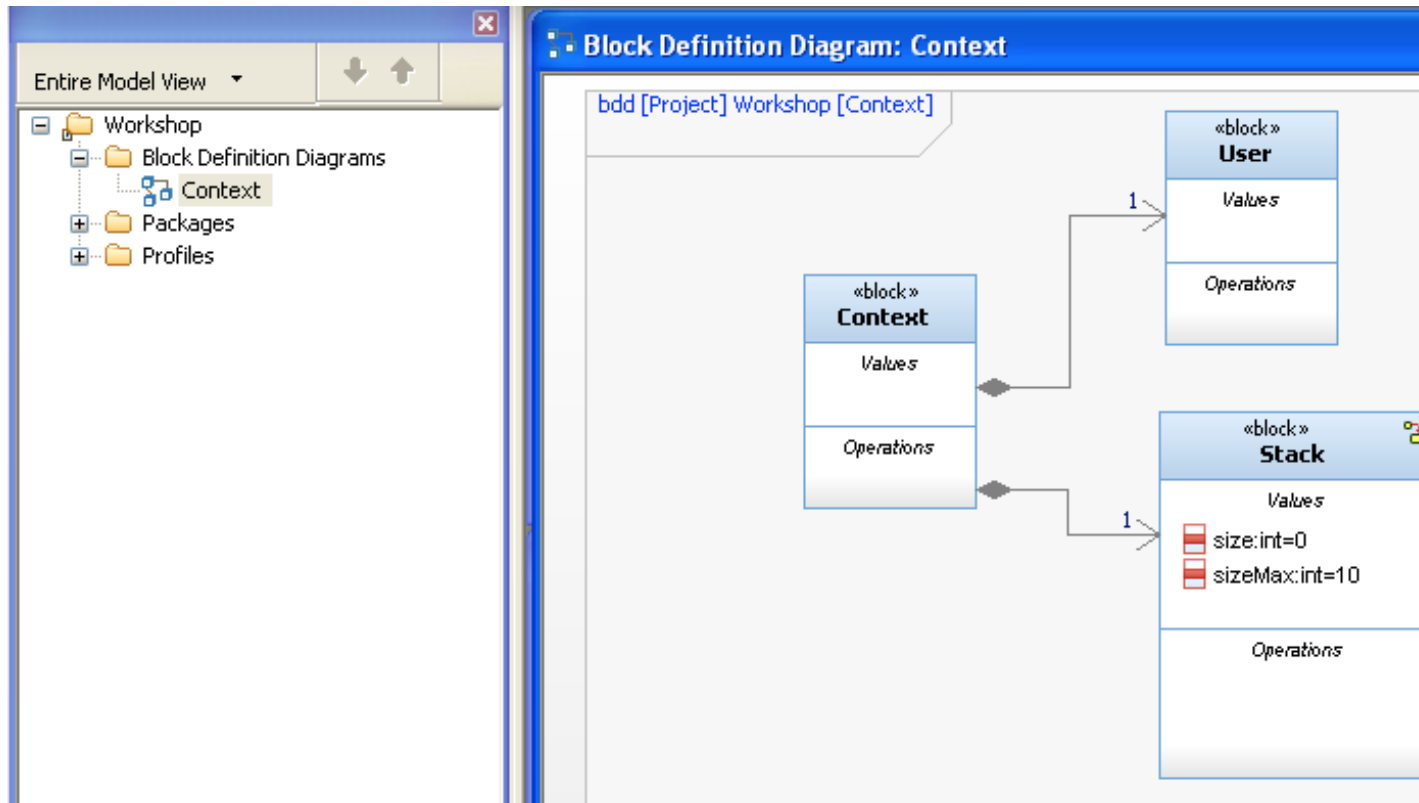 Entire Model View
Workshop
Block Definition Diagrams
Context
Packages
Profiles
Block Definition Diagram: Context
bdd [Project] Workshop [Context]
«block»
User
Values
Operations
1
«block»
Context
Values
Operations
1
«block»
Stack
Values
size:int=0
sizeMax:int=10
Operations